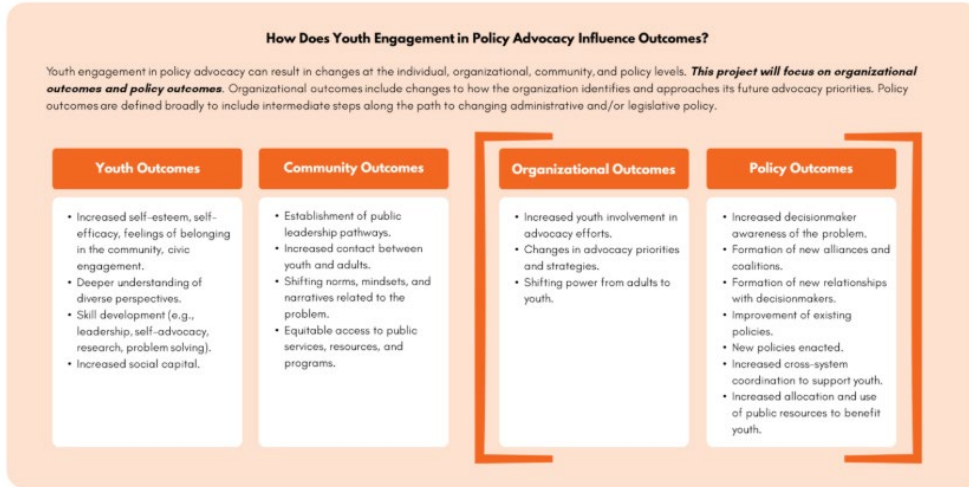 How Does Youth Engagement in Policy Advocacy Influence Outcomes?
Youth engagement in policy advocacy can result in changes at the individual, organizational, community, and policy levels. This project will focus on organizational
outcomes and policy outcomes. Organizational outcomes include changes to how the organization identifies and approaches its future advocacy priorities. Policy
outcomes are defined broadly to include intermediate steps along the path to changing administrative and/or legislative policy.
Youth Outcomes
• Increased self-esteem, self-
efficacy, feelings of belonging
in the community, civic
engagement.
• Deeper understanding of
diverse perspectives.
• Skill development (e.g.,
leadership, self-advocacy,
research, problem solving).
• Increased social capital.
Community Outcomes
• Establishment of public
leadership pathways.
• Increased contact between
youth and adults.
• Shifting norms, mindsets, and
narratives related to the
problem.
• Equitable access to public
services, resources, and
programs.
Organizational Outcomes
• Increased youth involvement in
advocacy efforts.
• Changes in advocacy priorities
and strategies.
• Shifting power from adults to
youth.
Policy Outcomes
• Increased decisionmaker
awareness of the problem.
• Formation of new alliances and
coalitions.
• Formation of new relationships
with decisionmakers.
• Improvement of existing
policies.
• New policies enacted.
• Increased cross-system
coordination to support youth.
• Increased allocation and use
of public resources to benefit
youth.